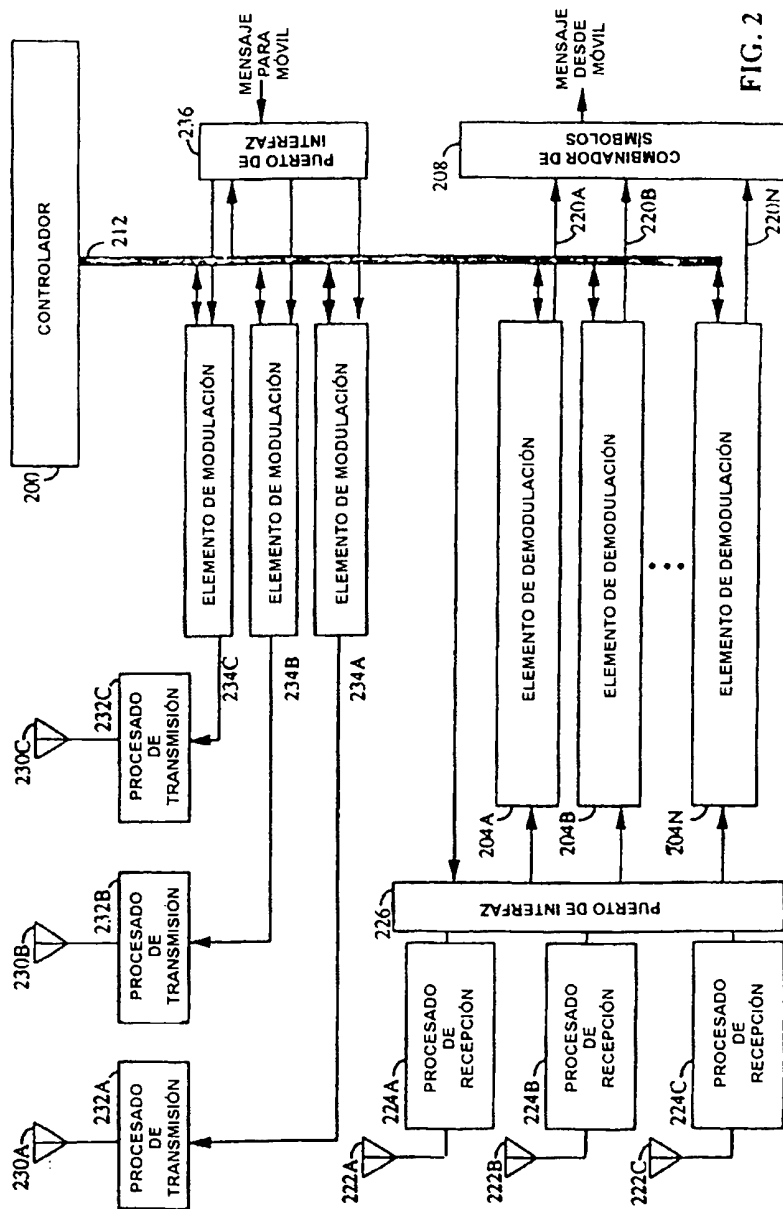 CONTROLADOR
200
212
MENSAJE
PARA
MÓVIL
236
PUERTO DE
INTERFAZ
ELEMENTO DE MODULACIÓN
ELEMENTO DE MODULACIÓN
ELEMENTO DE MODULACIÓN
234C
234B
234A
230C
232C
PROCESADO
DE
TRANSMISIÓN
230B
232B
PROCESADO
DE
TRANSMISIÓN
230A
232A
PROCESADO
DE
TRANSMISIÓN
MENSAJE
DESDE
MÓVIL
208
COMBINADOR DE
SÍMBOLOS
220A
220B
220N
ELEMENTO DE DEMODULACIÓN
204A
ELEMENTO DE DEMODULACIÓN
204B
ELEMENTO DE DEMODULACIÓN
204N
226
PUERTO DE INTERFAZ
224A
PROCESADO
DE
RECEPCIÓN
222A
224B
PROCESADO
DE
RECEPCIÓN
222B
224C
PROCESADO
DE
RECEPCIÓN
222C
FIG. 2